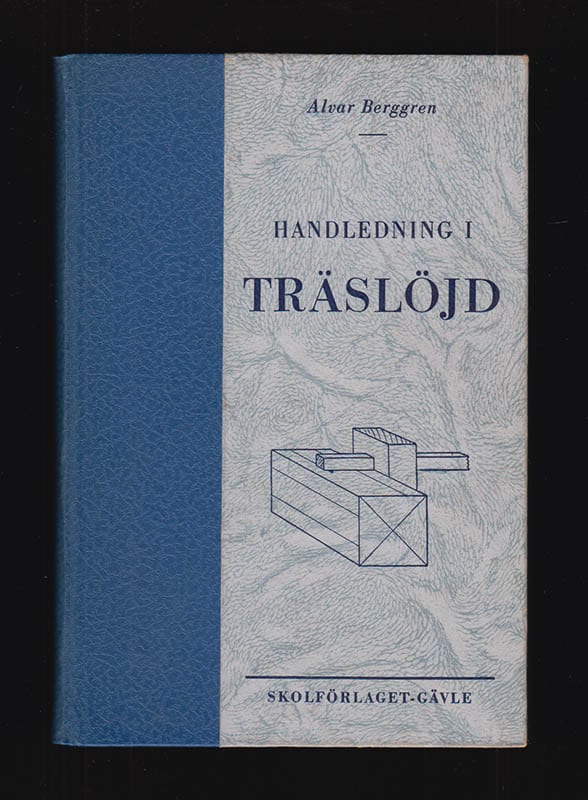 Alvar Berggren
HANDLEDNING I
TRÄSLÖJD
SKOLFÖRLAGET-GÄVLE